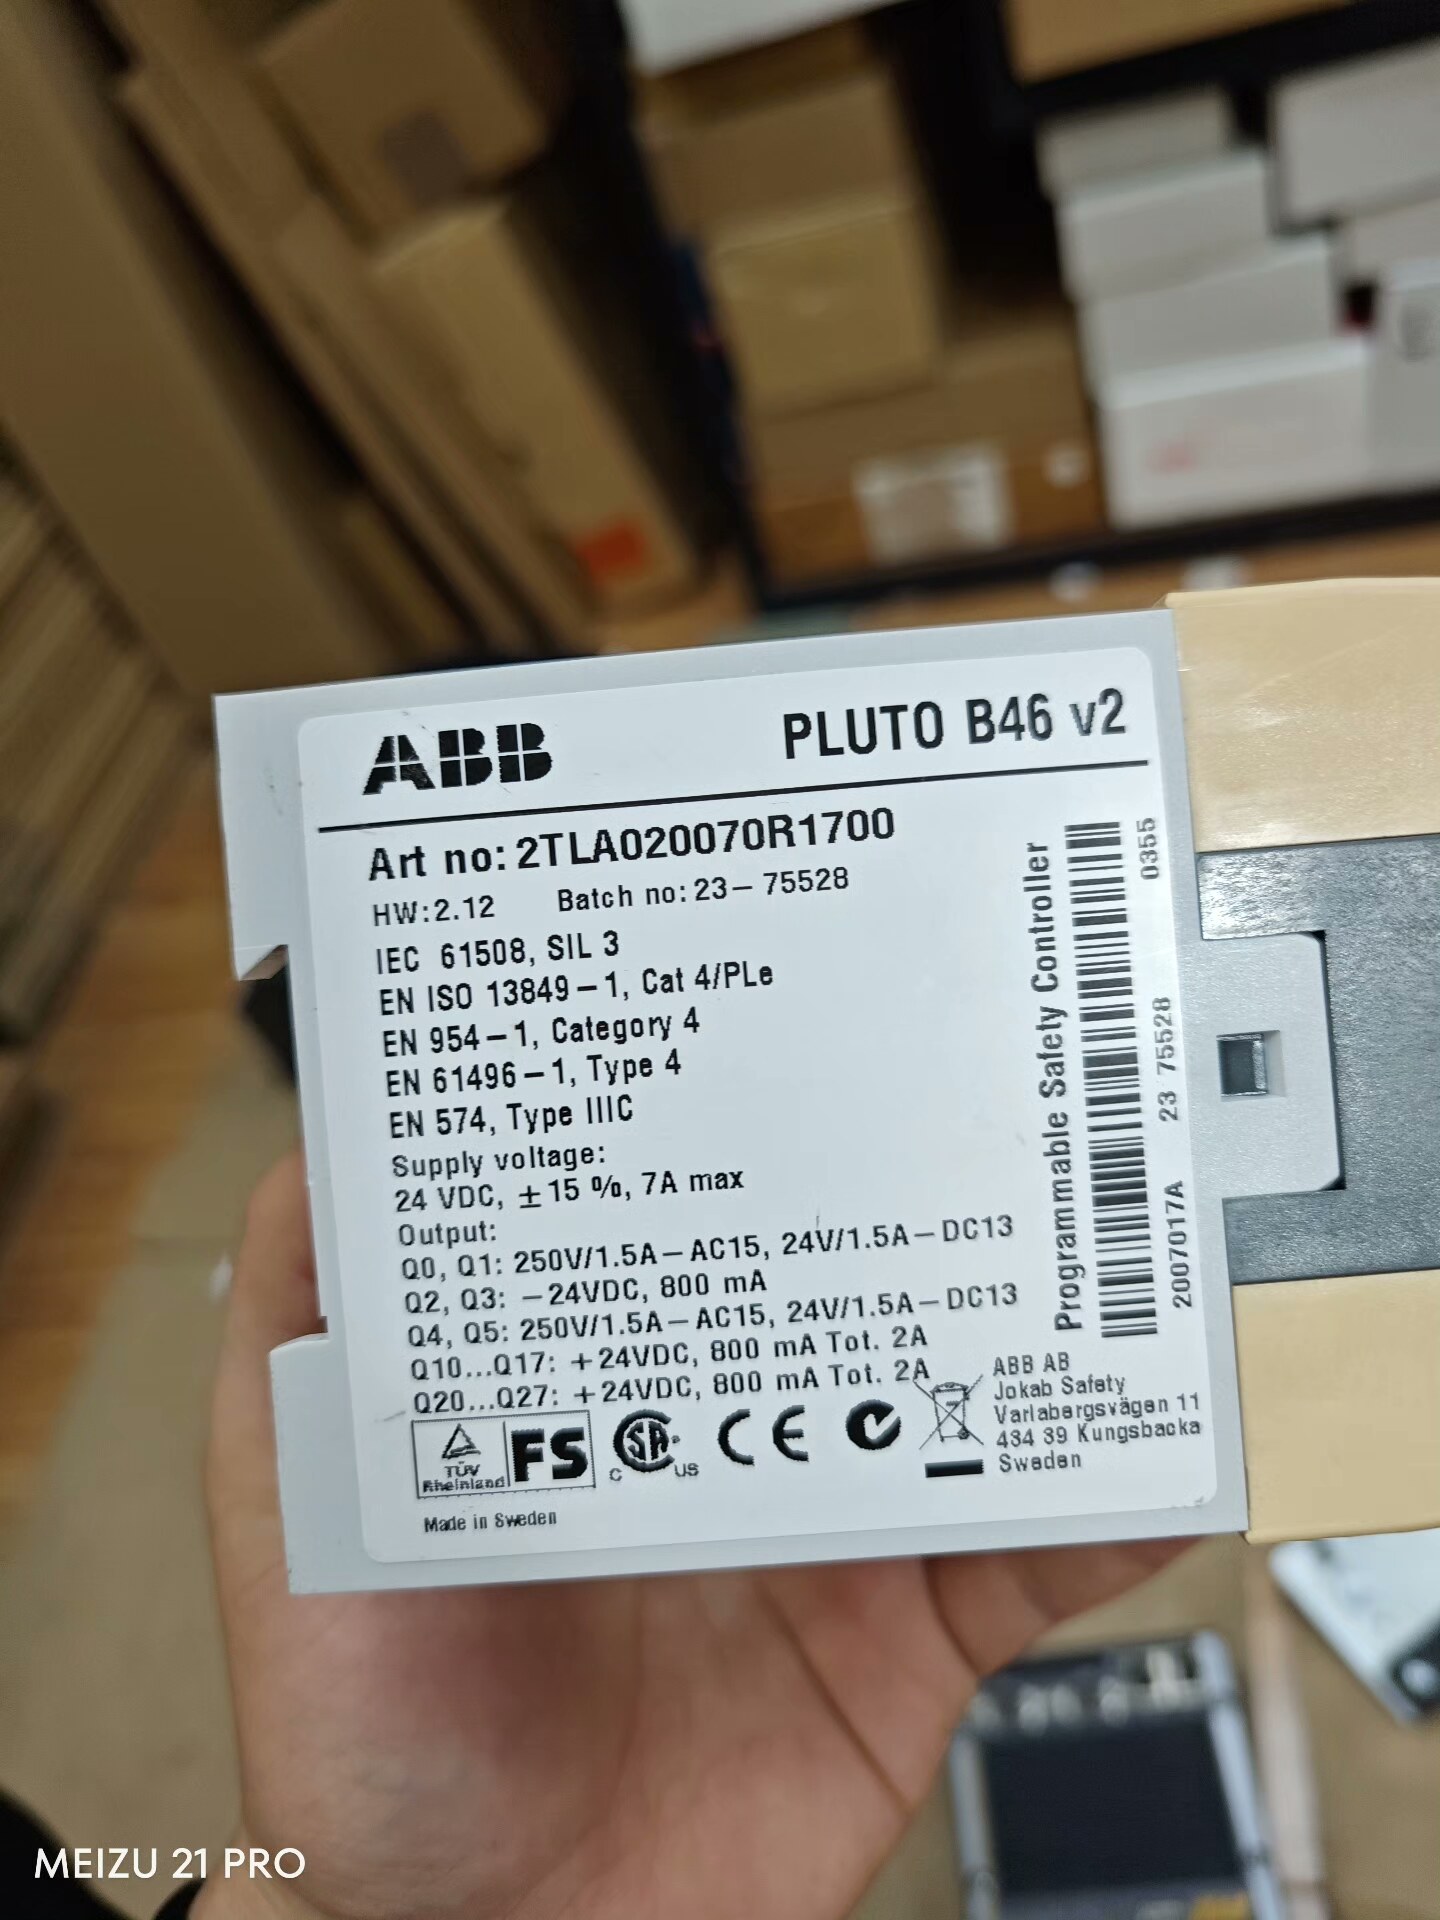 ABB PLUTO B46 v2
Art no: 2TLA020070R1700
HW:2.12 Batch no: 23-75528
IEC 61508, SIL 3
EN ISO 13849-1, Cat 4/PLe
EN 954-1, Category 4
EN 61496-1, Type 4
EN 574, Type IIIC
Supply voltage:
24 VDC, ±15 %, 7A max
Output:
Q0, Q1: 250V/1.5A-AC15, 24V/1.5A-DC13
Q2, Q3: -24VDC, 800 mA
Q4, Q5: 250V/1.5A-AC15, 24V/1.5A-DC13
Q10...Q17: +24VDC, 800 mA Tot. 2A
Q20...Q27: +24VDC, 800 mA Tot. 2A
Programmable Safety Controller
2007017A 23 75528 0355
TÜV
Rheinland
FS
C SA US
CE
ABB AB
Jokab Safety
Varlabergsvägen 11
434 39 Kungsbacka
Sweden
Made in Sweden
MEIZU 21 PRO